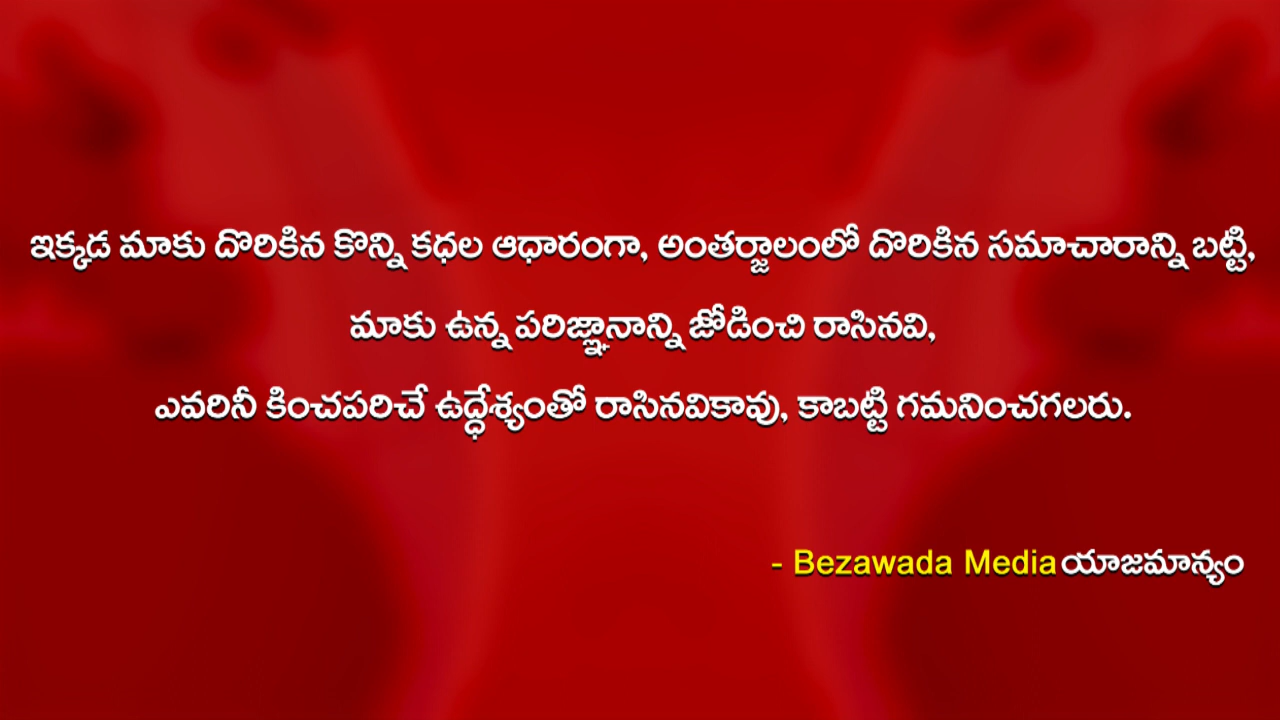 ఇక్కడ మాకు దొరికిన కొన్ని కధల ఆధారంగా, అంతర్జాలంలో దొరికిన సమాచారాన్ని బట్టి,
మాకు ఉన్న పరిజ్ఞానాన్ని జోడించి రాసినవి,
ఎవరినీ కించపరిచే ఉద్ధేశ్యంతో రాసినవికావు, కాబట్టి గమనించగలరు.
- Bezawada Media యాజమాన్యం